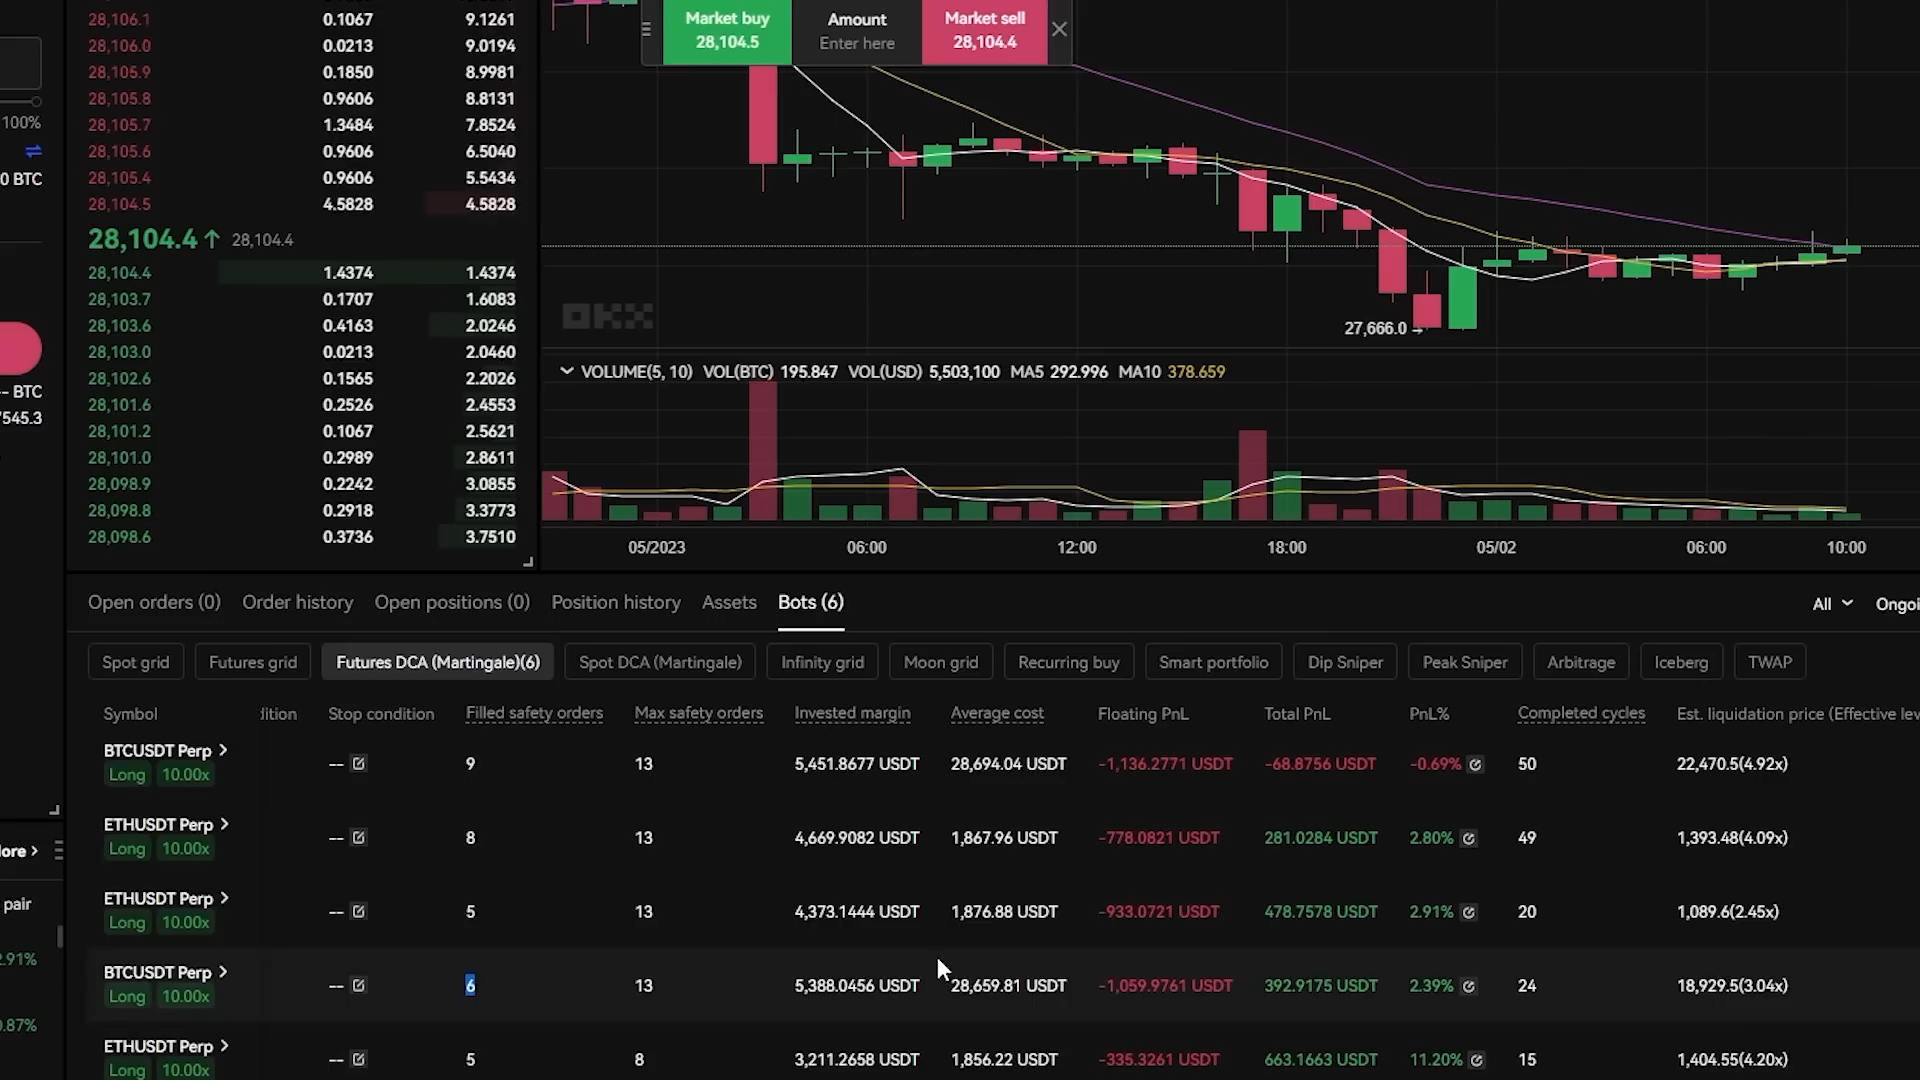 28,106.1 0.1067 9.1261
28,106.0 0.0213 9.0194
28,105.9 0.1850 8.9981
28,105.8 0.9606 8.8131
28,105.7 1.3484 7.8524
28,105.6 0.9606 6.5040
28,105.4 0.9606 5.5434
28,104.5 4.5828 4.5828
28,104.4↑ 28,104.4
28,104.4 1.4374 1.4374
28,103.7 0.1707 1.6083
28,103.6 0.4163 2.0246
28,103.0 0.0213 2.0460
28,102.6 0.1565 2.2026
28,101.6 0.2526 2.4553
28,101.2 0.1067 2.5621
28,101.0 0.2989 2.8611
28,098.9 0.2242 3.0855
28,098.8 0.2918 3.3773
28,098.6 0.3736 3.7510
100%
0 BTC
-- BTC
7545.3
lore >
pair
2.91%
0.87%
Market buy
28,104.5
Amount
Enter here
Market sell
28,104.4
OKX
27,666.0→
VOLUME(5, 10) VOL(BTC) 195.847 VOL(USD) 5,503,100 MA5 292.996 MA10 378.659
05/2023 06:00 12:00 18:00 05/02 06:00 10:00
Open orders (0) Order history Open positions (0) Position history Assets Bots (6) All Ongoi
Spot grid Futures grid Futures DCA (Martingale)(6) Spot DCA (Martingale) Infinity grid Moon grid Recurring buy Smart portfolio Dip Sniper Peak Sniper Arbitrage Iceberg TWAP
Symbol dition Stop condition Filled safety orders Max safety orders Invested margin Average cost Floating PnL Total PnL PnL% Completed cycles Est. liquidation price (Effective lev
BTCUSDT Perp >
Long 10.00x
-- 9 13 5,451.8677 USDT 28,694.04 USDT -1,136.2771 USDT -68.8756 USDT -0.69% 50 22,470.5(4.92x)
ETHUSDT Perp >
Long 10.00x
-- 8 13 4,669.9082 USDT 1,867.96 USDT -778.0821 USDT 281.0284 USDT 2.80% 49 1,393.48(4.09x)
ETHUSDT Perp >
Long 10.00x
-- 5 13 4,373.1444 USDT 1,876.88 USDT -933.0721 USDT 478.7578 USDT 2.91% 20 1,089.6(2.45x)
BTCUSDT Perp >
Long 10.00x
-- 6 13 5,388.0456 USDT 28,659.81 USDT -1,059.9761 USDT 392.9175 USDT 2.39% 24 18,929.5(3.04x)
ETHUSDT Perp >
Long 10.00x
-- 5 8 3,211.2658 USDT 1,856.22 USDT -335.3261 USDT 663.1663 USDT 11.20% 15 1,404.55(4.20x)